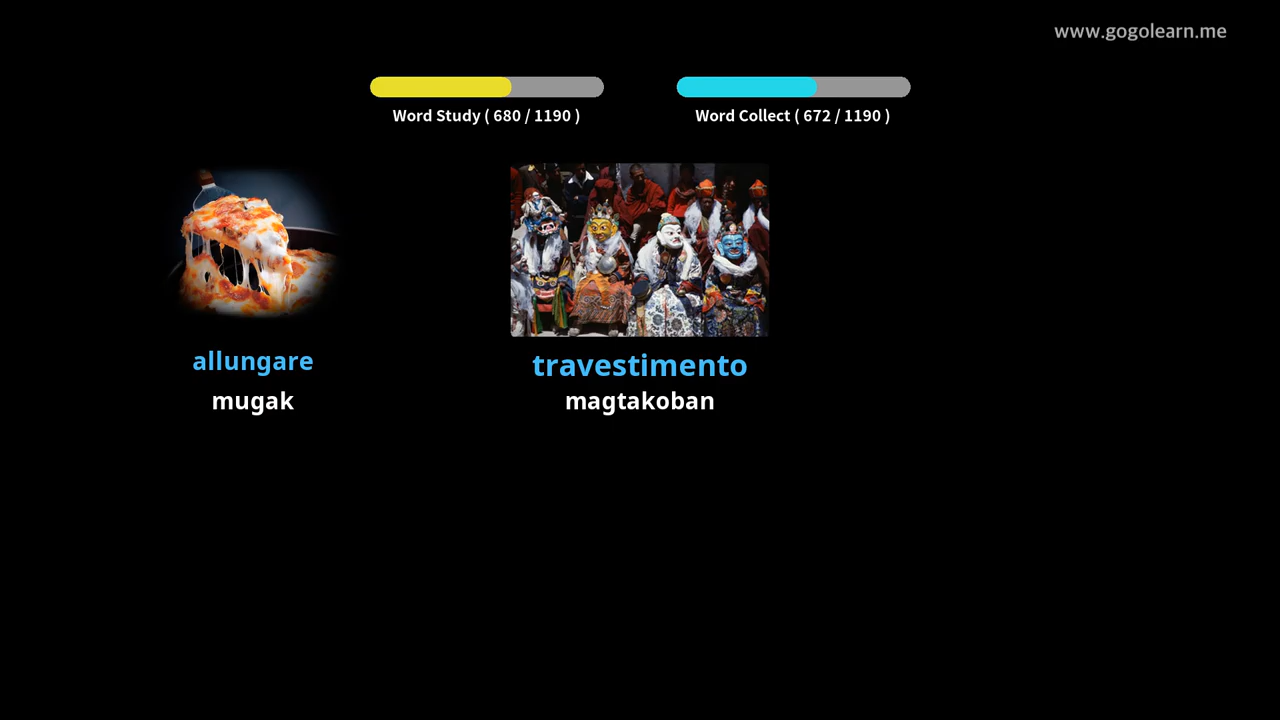 www.gogolearn.me
Word Study ( 680 / 1190 )
Word Collect ( 672 / 1190 )
allungare
mugak
travestimento
magtakoban